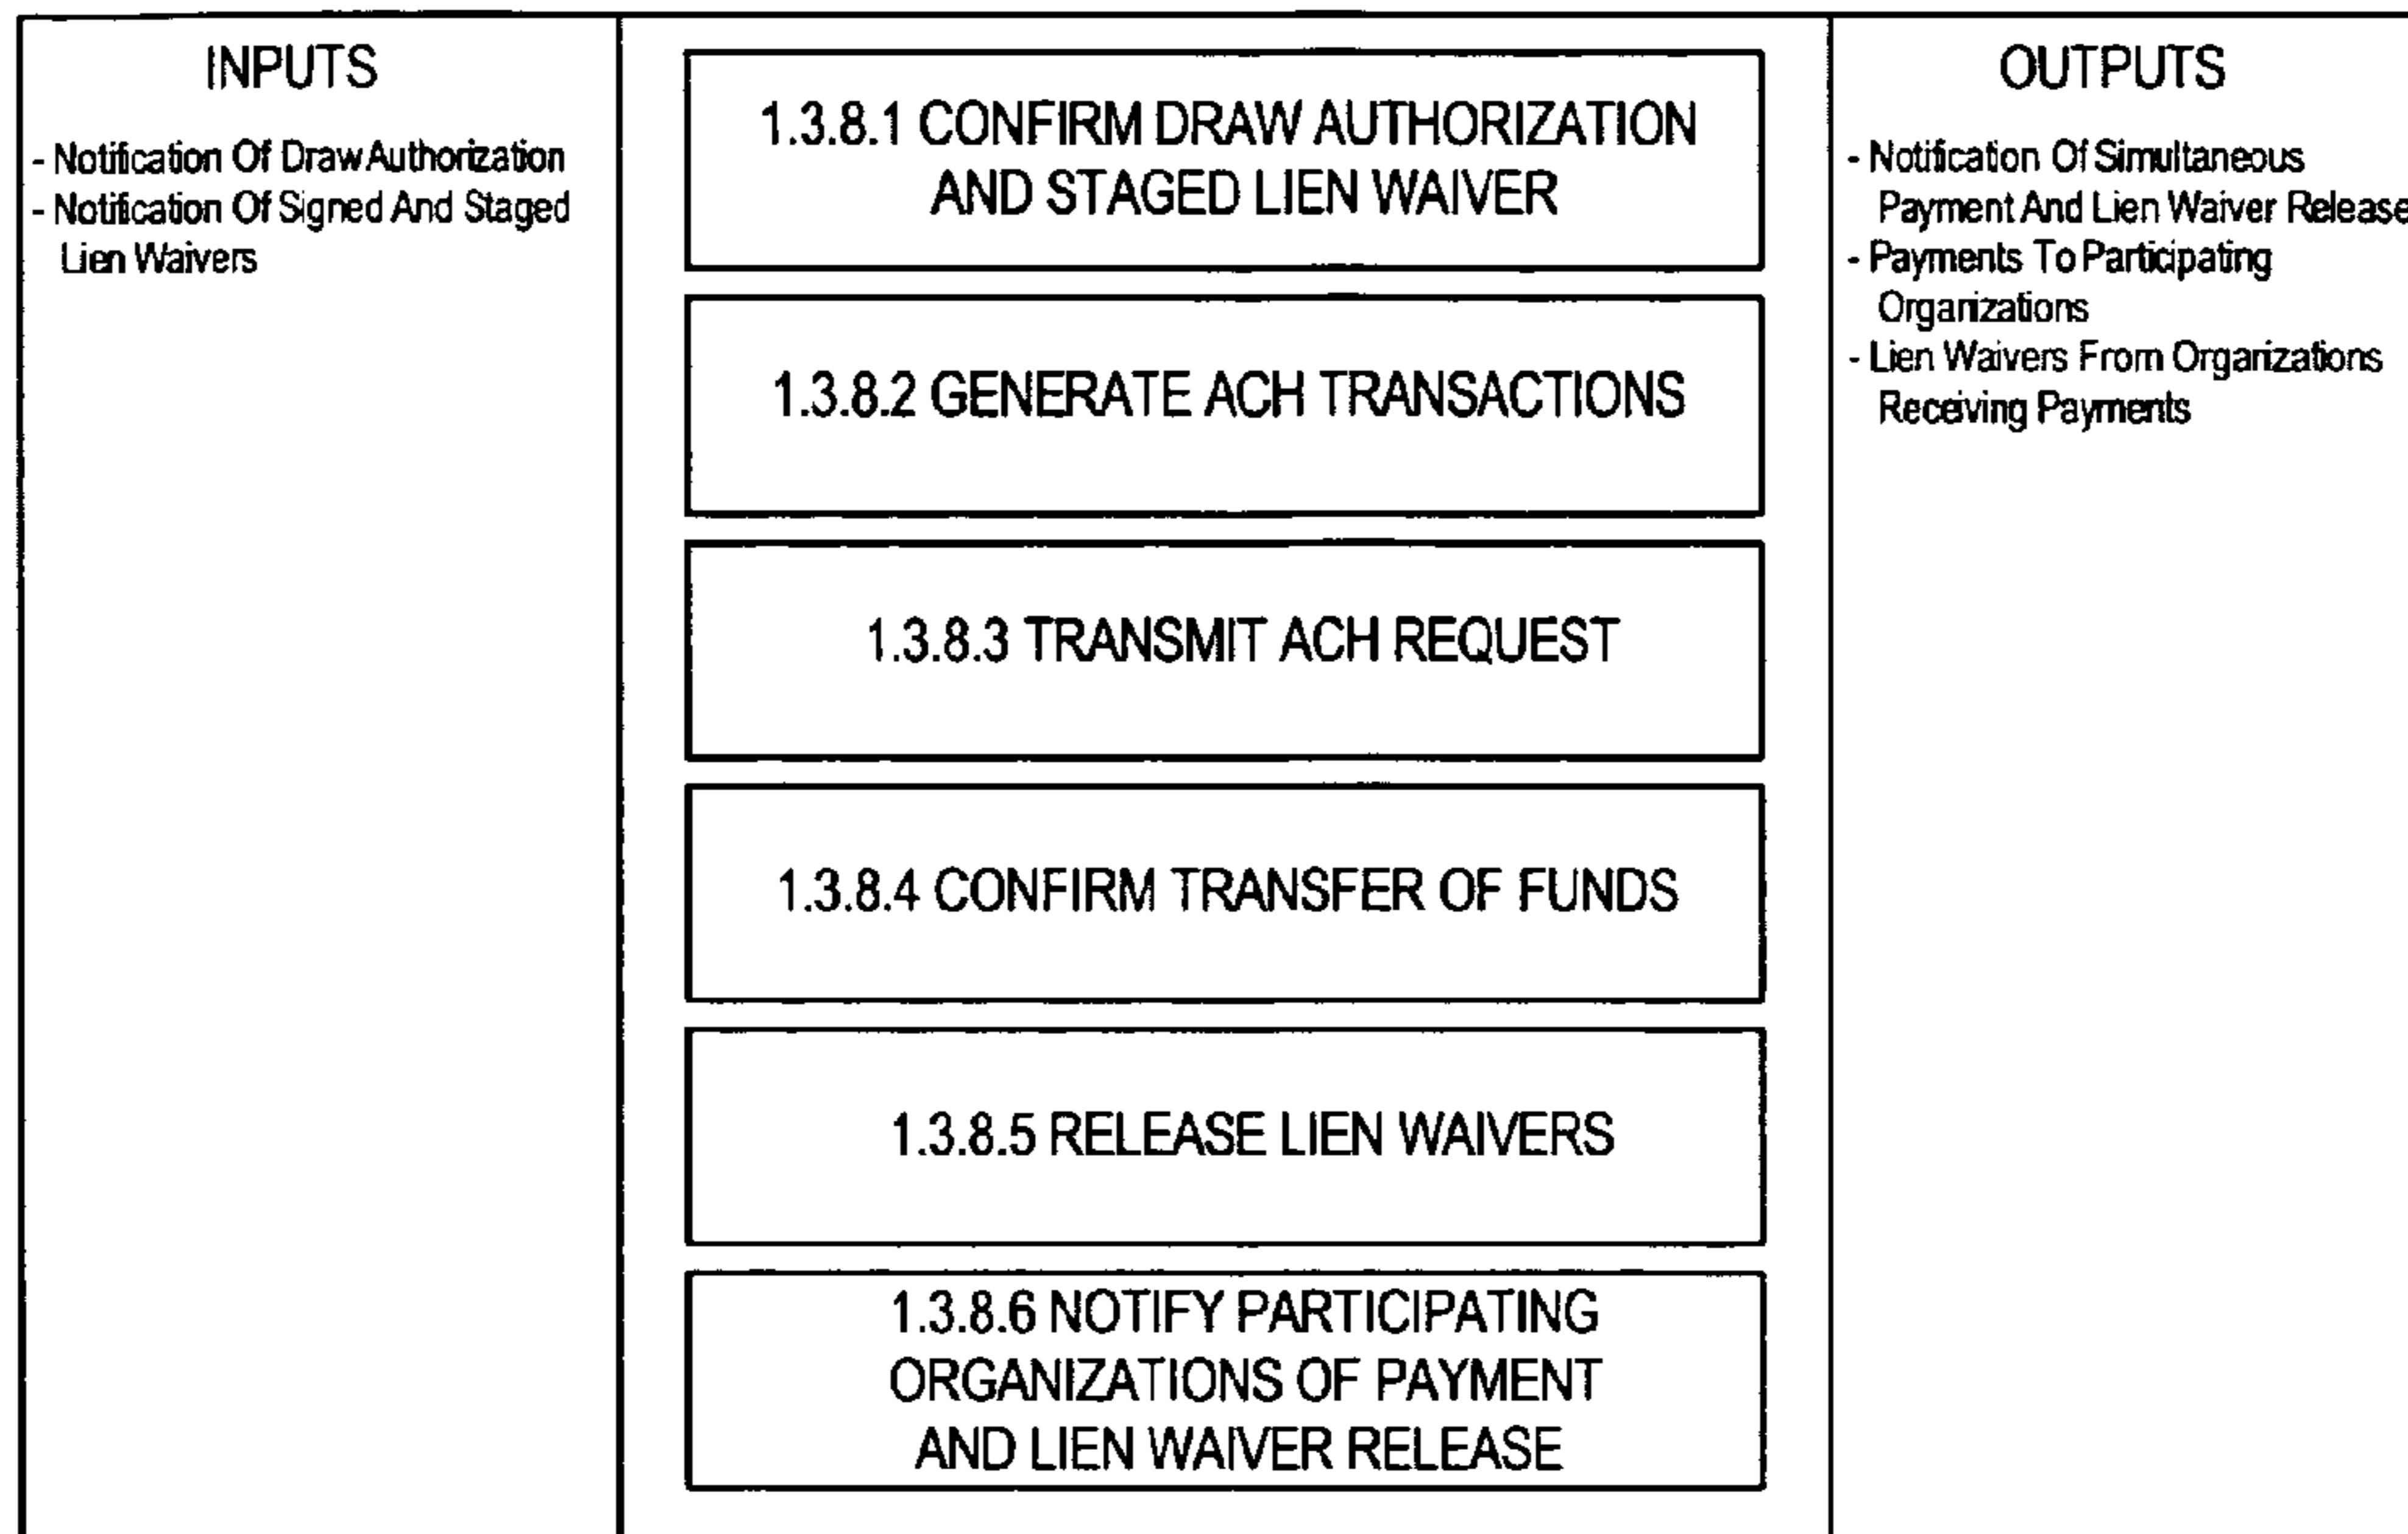 INPUTS
- Notification Of Draw Authorization
- Notification Of Signed And Staged
Lien Waivers
1.3.8.1 CONFIRM DRAW AUTHORIZATION
AND STAGED LIEN WAIVER
1.3.8.2 GENERATE ACH TRANSACTIONS
1.3.8.3 TRANSMIT ACH REQUEST
1.3.8.4 CONFIRM TRANSFER OF FUNDS
1.3.8.5 RELEASE LIEN WAIVERS
1.3.8.6 NOTIFY PARTICIPATING
ORGANIZATIONS OF PAYMENT
AND LIEN WAIVER RELEASE
OUTPUTS
- Notification Of Simultaneous
Payment And Lien Waiver Release
- Payments To Participating
Organizations
- Lien Waivers From Organizations
Receiving Payments